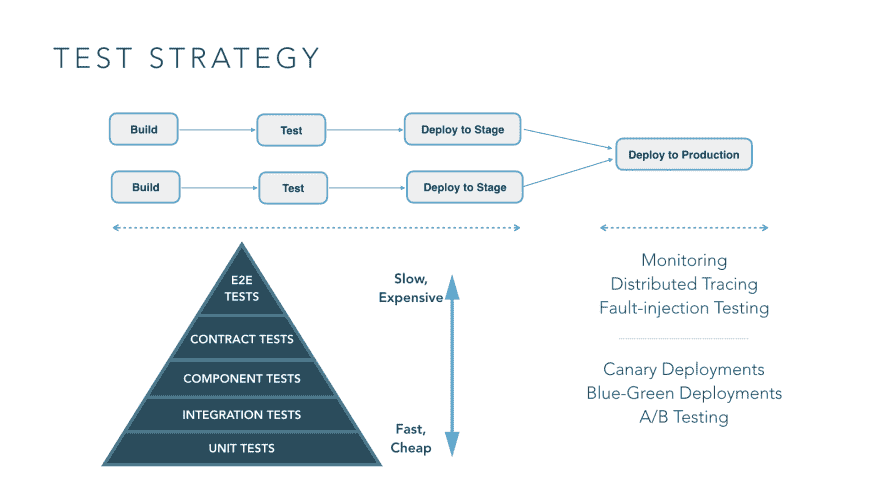 TEST STRATEGY
Build
Test
Deploy to Stage
Deploy to Production
Build
Test
Deploy to Stage
E2E
TESTS
CONTRACT TESTS
COMPONENT TESTS
INTEGRATION TESTS
UNIT TESTS
Slow,
Expensive
Fast,
Cheap
Monitoring
Distributed Tracing
Fault-injection Testing
Canary Deployments
Blue-Green Deployments
A/B Testing